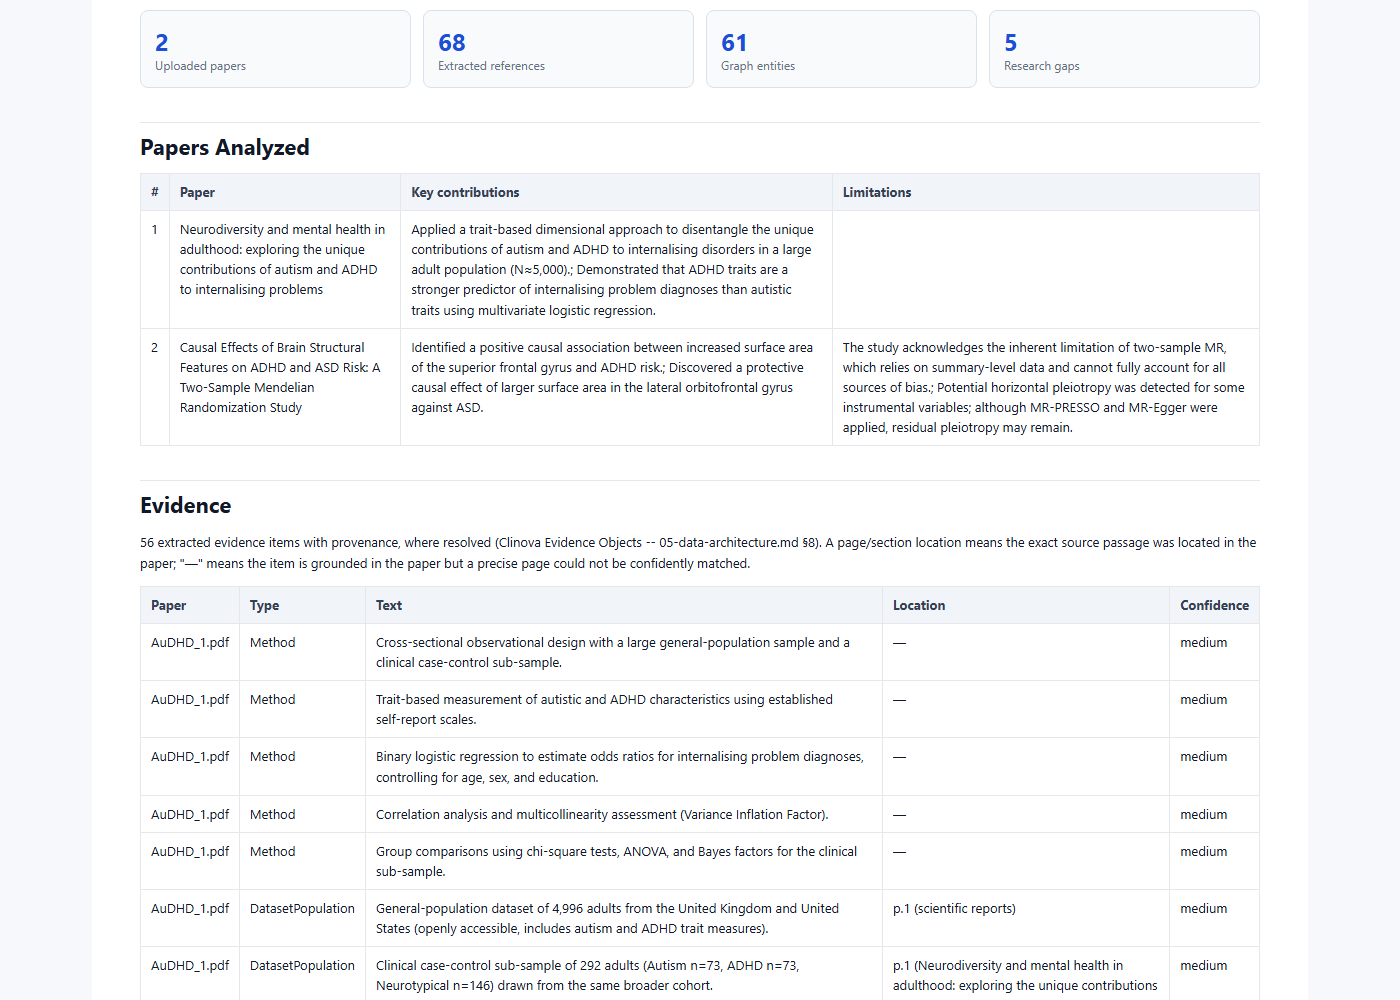 2
Uploaded papers
68
Extracted references
61
Graph entities
5
Research gaps
Papers Analyzed
# Paper Key contributions Limitations
1
Neurodiversity and mental health in
adulthood: exploring the unique
contributions of autism and ADHD
to internalising problems
Applied a trait-based dimensional approach to disentangle the unique
contributions of autism and ADHD to internalising disorders in a large
adult population (N≈5,000).; Demonstrated that ADHD traits are a
stronger predictor of internalising problem diagnoses than autistic
traits using multivariate logistic regression.
2
Causal Effects of Brain Structural
Features on ADHD and ASD Risk: A
Two-Sample Mendelian
Randomization Study
Identified a positive causal association between increased surface area
of the superior frontal gyrus and ADHD risk.; Discovered a protective
causal effect of larger surface area in the lateral orbitofrontal gyrus
against ASD.
The study acknowledges the inherent limitation of two-sample MR,
which relies on summary-level data and cannot fully account for all
sources of bias.; Potential horizontal pleiotropy was detected for some
instrumental variables; although MR-PRESSO and MR-Egger were
applied, residual pleiotropy may remain.
Evidence
56 extracted evidence items with provenance, where resolved (Clinova Evidence Objects -- 05-data-architecture.md §8). A page/section location means the exact source passage was located in the
paper; "—" means the item is grounded in the paper but a precise page could not be confidently matched.
Paper Type Text Location Confidence
AuDHD_1.pdf Method
Cross-sectional observational design with a large general-population sample and a
clinical case-control sub-sample.
— medium
AuDHD_1.pdf Method
Trait-based measurement of autistic and ADHD characteristics using established
self-report scales.
— medium
AuDHD_1.pdf Method
Binary logistic regression to estimate odds ratios for internalising problem diagnoses,
controlling for age, sex, and education.
— medium
AuDHD_1.pdf Method Correlation analysis and multicollinearity assessment (Variance Inflation Factor). — medium
AuDHD_1.pdf Method
Group comparisons using chi-square tests, ANOVA, and Bayes factors for the clinical
sub-sample.
— medium
AuDHD_1.pdf DatasetPopulation
General-population dataset of 4,996 adults from the United Kingdom and United
States (openly accessible, includes autism and ADHD trait measures).
p.1 (scientific reports) medium
AuDHD_1.pdf DatasetPopulation
Clinical case-control sub-sample of 292 adults (Autism n=73, ADHD n=73,
Neurotypical n=146) drawn from the same broader cohort.
p.1 (Neurodiversity and mental health in
adulthood: exploring the unique contributions
medium